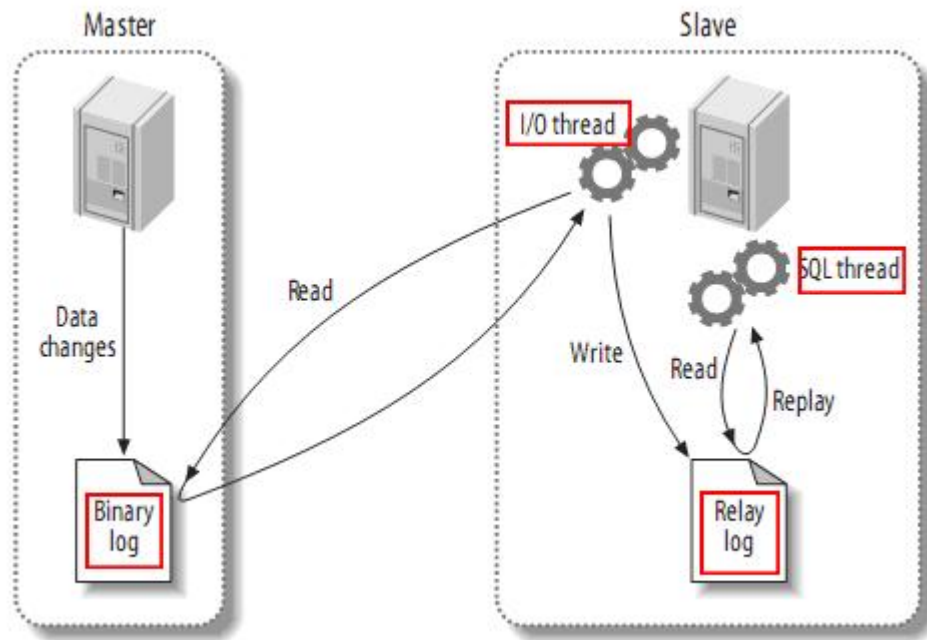 Master
Slave
I/O thread
SQL thread
Read
Data
changes
Write
Read
Replay
Binary
log
Relay
log